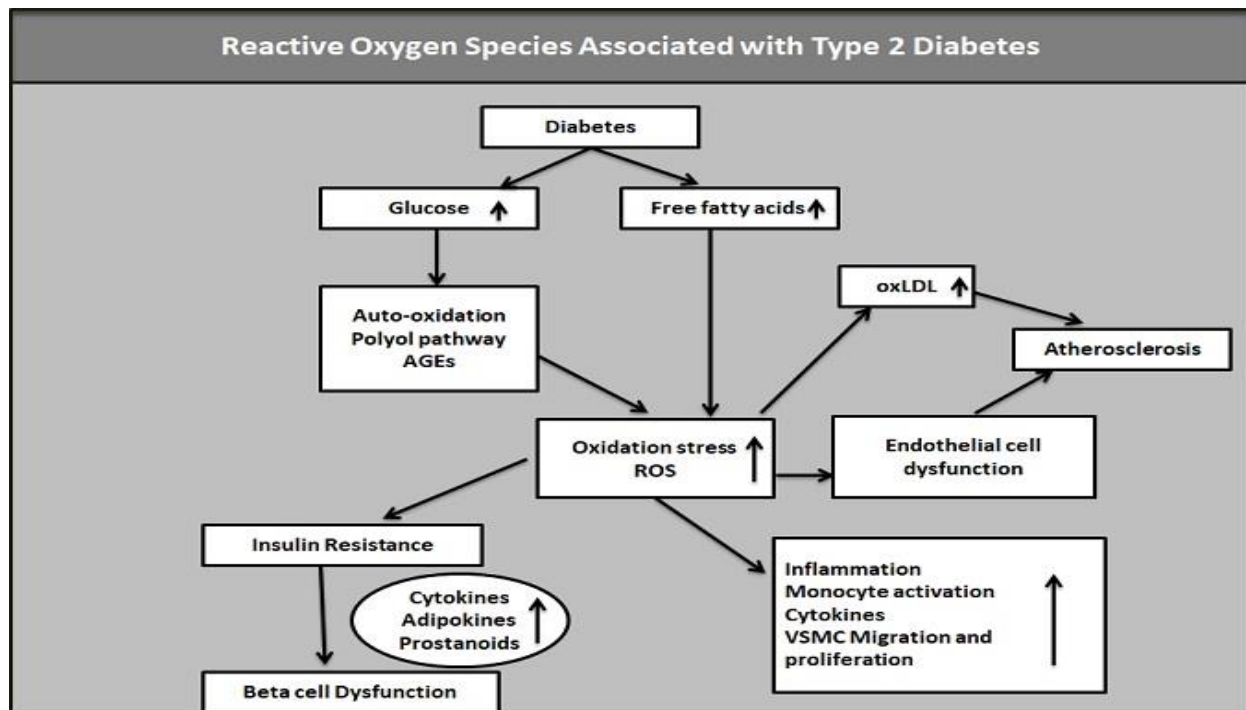 Reactive Oxygen Species Associated with Type 2 Diabetes
Diabetes
Glucose
Free fatty acids
oxLDL
Auto-oxidation
Polyol pathway
AGEs
Atherosclerosis
Oxidation stress
ROS
Endothelial cell
dysfunction
Insulin Resistance
Cytokines
Adipokines
Prostanoids
Inflammation
Monocyte activation
Cytokines
VSMC Migration and
proliferation
Beta cell Dysfunction